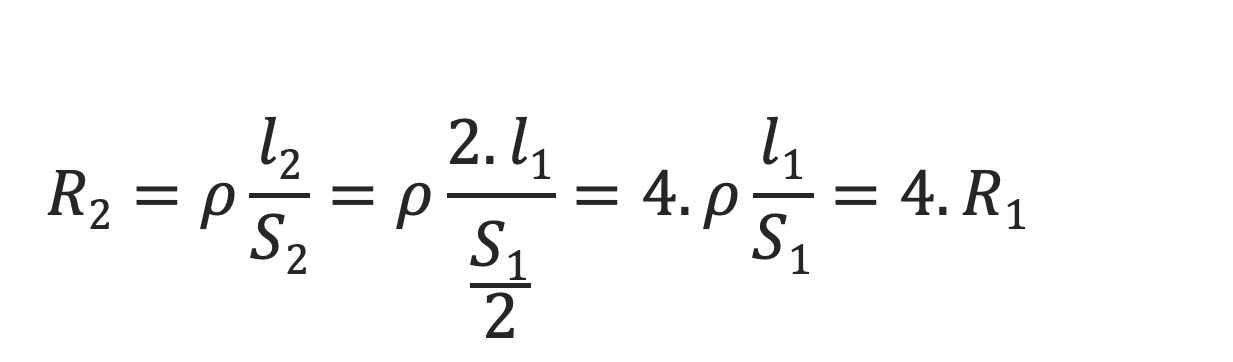 R₂ = ρ l₂/S₂ = ρ 2. l₁/(S₁/2) = 4. ρ l₁/S₁ = 4. R₁